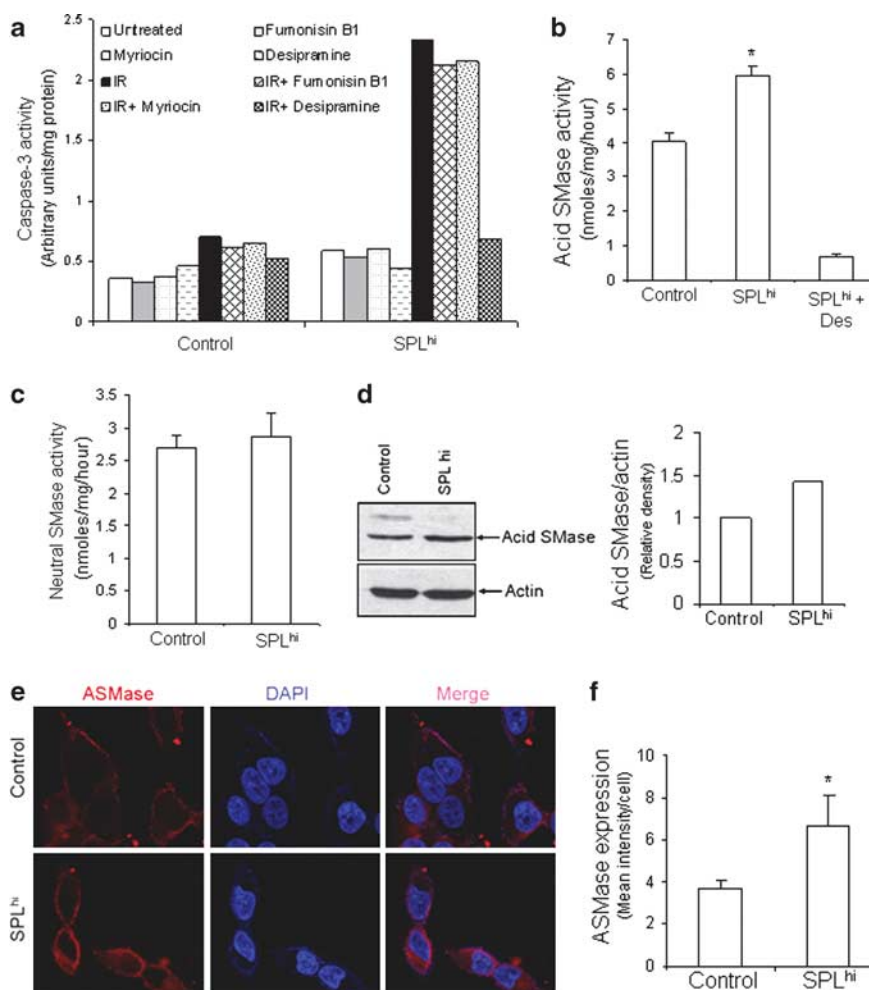 a
Untreated
Fumonisin B1
Myriocin
Desipramine
IR
IR+ Fumonisin B1
IR+ Myriocin
IR+ Desipramine
Caspase-3 activity
(Arbitrary units/mg protein)
2.5
2
1.5
1
0.5
0
Control
SPLhi
b
Acid SMase activity
(nmoles/mg/hour)
7
6
5
4
3
2
1
0
*
Control
SPLhi
SPLhi +
Des
c
Neutral SMase activity
(nmoles/mg/hour)
3.5
3
2.5
2
1.5
1
0.5
0
Control
SPLhi
d
Control
SPL hi
Acid SMase
Actin
Acid SMase/actin
(Relative density)
2
1.5
1
0.5
0
Control
SPLhi
e
ASMase
DAPI
Merge
Control
SPLhi
f
ASMase expression
(Mean intensity/cell)
10
8
6
4
2
0
*
Control
SPLhi